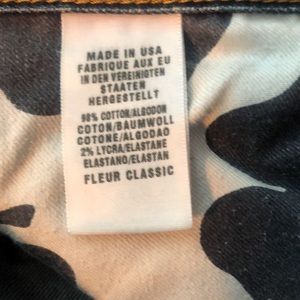 MADE IN USA
FABRIQUE AUX EU
IN DEN VEREINIGTEN
STAATEN
HERGESTELLT
98% COTTON/ALGODON
COTON/BAUMWOLL
COTONE/ALGODAO
2% LYCRA/ELASTANE
ELASTANO/ELASTAN
FLEUR CLASSIC